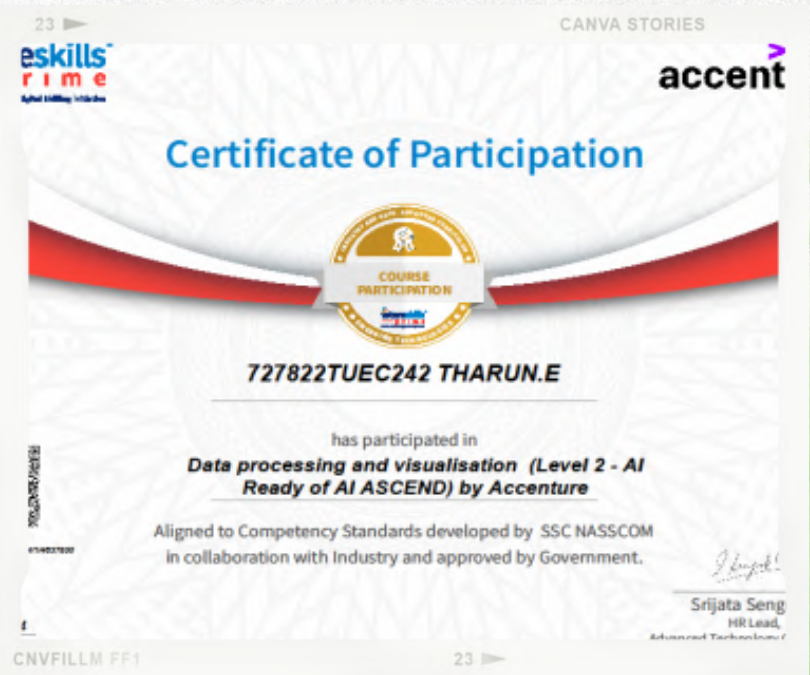 23
CANVA STORIES
eskills
rime
accent
Certificate of Participation
COURSE
PARTICIPATION
727822TUEC242 THARUN.E
has participated in
Data processing and visualisation (Level 2 - AI
Ready of AI ASCEND) by Accenture
Aligned to Competency Standards developed by SSC NASSCOM
in collaboration with Industry and approved by Government.
Srijata Seng
HR Lead,
Advanced Technology
CNVFILLM FF1
23